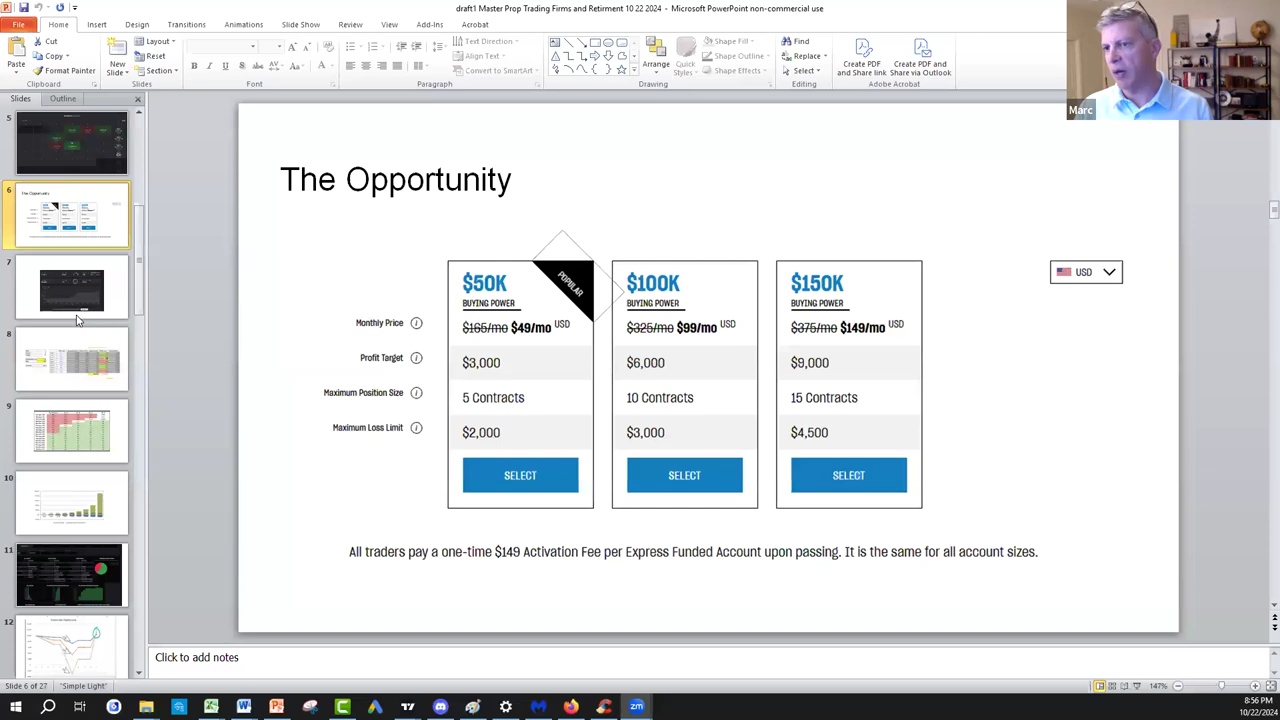 draft1 Master Prop Trading Firms and Retirment 10 22 2024 - Microsoft PowerPoint non-commercial use
File Home Insert Design Transitions Animations Slide Show Review View Add-Ins Acrobat
Paste
Cut
Copy
Format Painter
Clipboard
New Slide
Layout
Reset
Section
Slides
Font
Text Direction
Align Text
Convert to SmartArt
Paragraph
Arrange
Quick Styles
Shape Fill
Shape Outline
Shape Effects
Drawing
Find
Replace
Select
Editing
Create PDF and Share link
Create PDF and Share via Outlook
Adobe Acrobat
Marc
Slides Outline
5
6
7
8
9
10
11
12
The Opportunity
USD
POPULAR
$50K $100K $150K
BUYING POWER BUYING POWER BUYING POWER
Monthly Price $165/mo $49/mo USD $325/mo $99/mo USD $375/mo $149/mo USD
Profit Target $3,000 $6,000 $9,000
Maximum Position Size 5 Contracts 10 Contracts 15 Contracts
Maximum Loss Limit $2,000 $3,000 $4,500
SELECT SELECT SELECT
All traders pay a one-time $149 Activation Fee per Express Funded Account upon passing. It is the same for all account sizes.
Click to add notes
Slide 6 of 27 "Simple Light" 147%
8:56 PM
10/22/2024